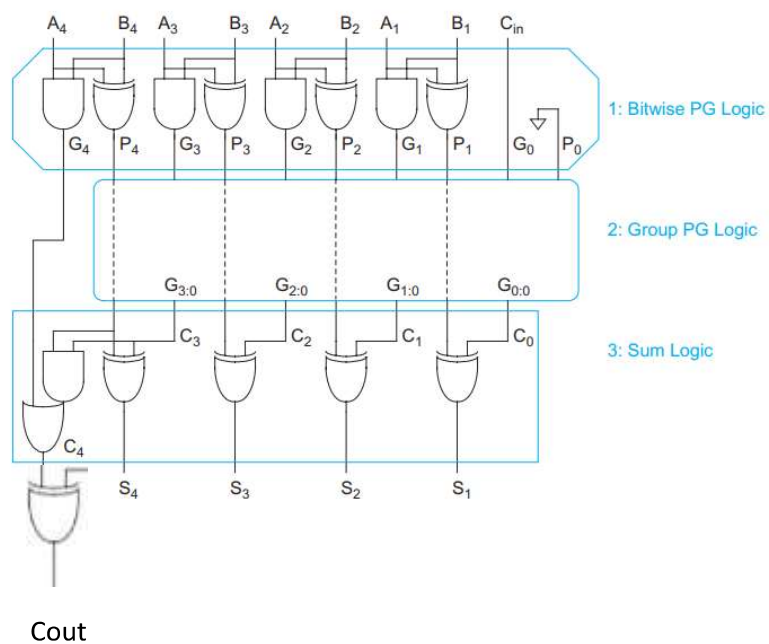 A4 B4 A3 B3 A2 B2 A1 B1 Cin
1: Bitwise PG Logic
G4 P4 G3 P3 G2 P2 G1 P1 G0 P0
2: Group PG Logic
G3:0 G2:0 G1:0 G0:0
C3 C2 C1 C0
3: Sum Logic
C4
S4 S3 S2 S1
Cout